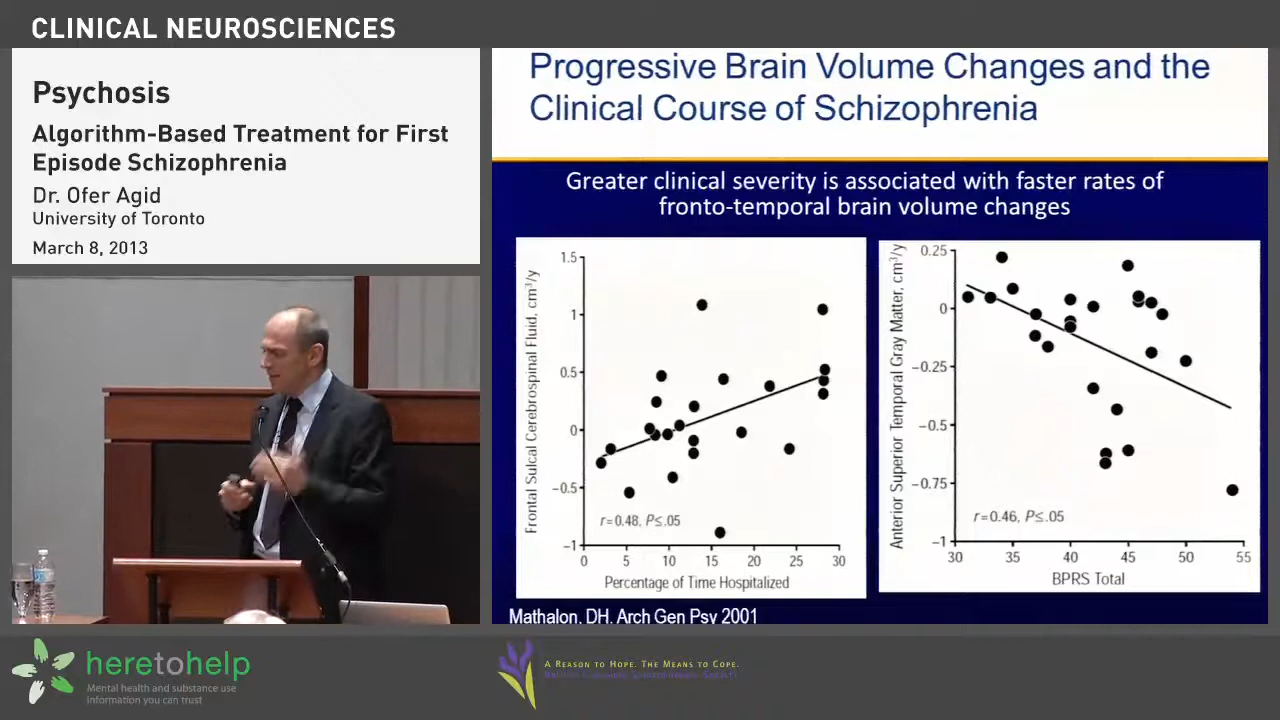 CLINICAL NEUROSCIENCES
Psychosis
Algorithm-Based Treatment for First
Episode Schizophrenia
Dr. Ofer Agid
University of Toronto
March 8, 2013
Progressive Brain Volume Changes and the
Clinical Course of Schizophrenia
Greater clinical severity is associated with faster rates of
fronto-temporal brain volume changes
Frontal Sulcal Cerebrospinal Fluid, cm³/y
1.5
1
0.5
0
−0.5
−1
r=0.48, P≤.05
0 5 10 15 20 25 30
Percentage of Time Hospitalized
Anterior Superior Temporal Gray Matter, cm³/y
0.25
0
−0.25
−0.5
−0.75
−1
r=0.46, P≤.05
30 35 40 45 50 55
BPRS Total
Mathalon, DH, Arch Gen Psy 2001
heretohelp
Mental health and substance use
information you can trust
A Reason to Hope. The Means to Cope.